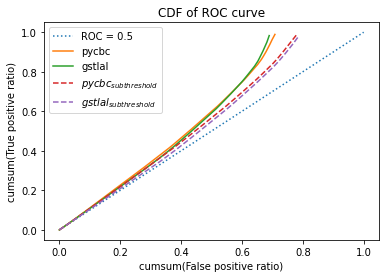 CDF of ROC curve
ROC = 0.5
pycbc
gstlal
pycbc_subthreshold
gstlal_subthreshold
1.0
0.8
0.6
0.4
0.2
0.0
cumsum(True positive ratio)
0.0 0.2 0.4 0.6 0.8 1.0
cumsum(False positive ratio)